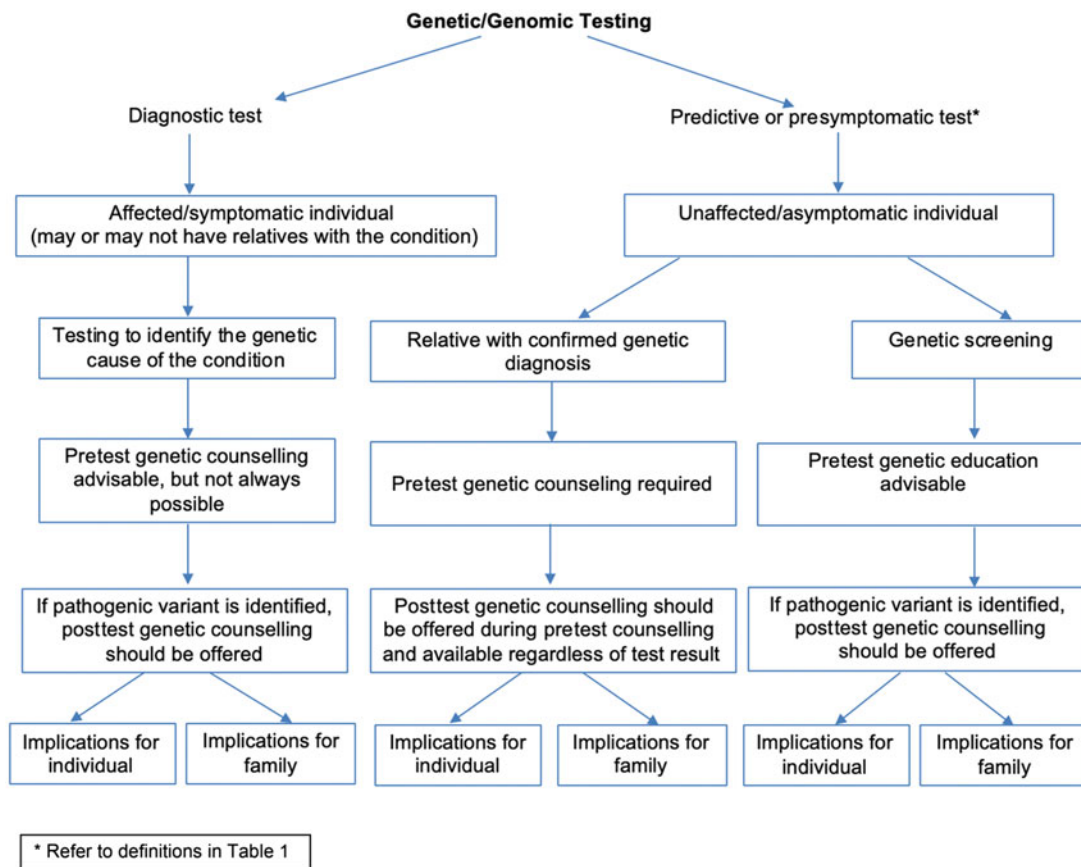 Genetic/Genomic Testing
Diagnostic test
Predictive or presymptomatic test*
Affected/symptomatic individual
(may or may not have relatives with the condition)
Unaffected/asymptomatic individual
Testing to identify the genetic
cause of the condition
Relative with confirmed genetic
diagnosis
Genetic screening
Pretest genetic counselling
advisable, but not always
possible
Pretest genetic counseling required
Pretest genetic education
advisable
If pathogenic variant is identified,
posttest genetic counselling
should be offered
Posttest genetic counselling should
be offered during pretest counselling
and available regardless of test result
If pathogenic variant is identified,
posttest genetic counselling
should be offered
Implications for
individual
Implications for
family
Implications for
individual
Implications for
family
Implications for
individual
Implications for
family
* Refer to definitions in Table 1